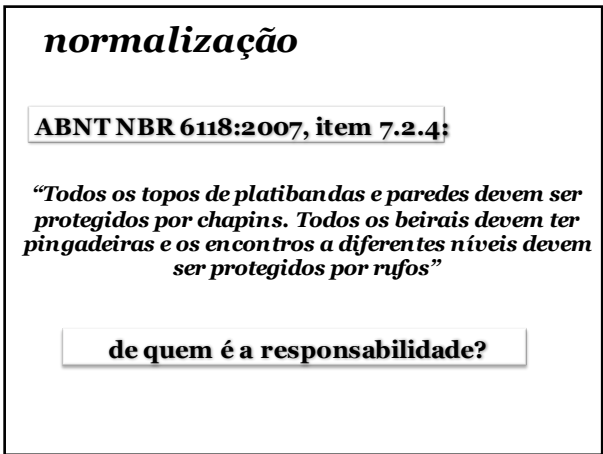 normalização
ABNT NBR 6118:2007, item 7.2.4:
“Todos os topos de platibandas e paredes devem ser
protegidos por chapins. Todos os beirais devem ter
pingadeiras e os encontros a diferentes níveis devem
ser protegidos por rufos”
de quem é a responsabilidade?